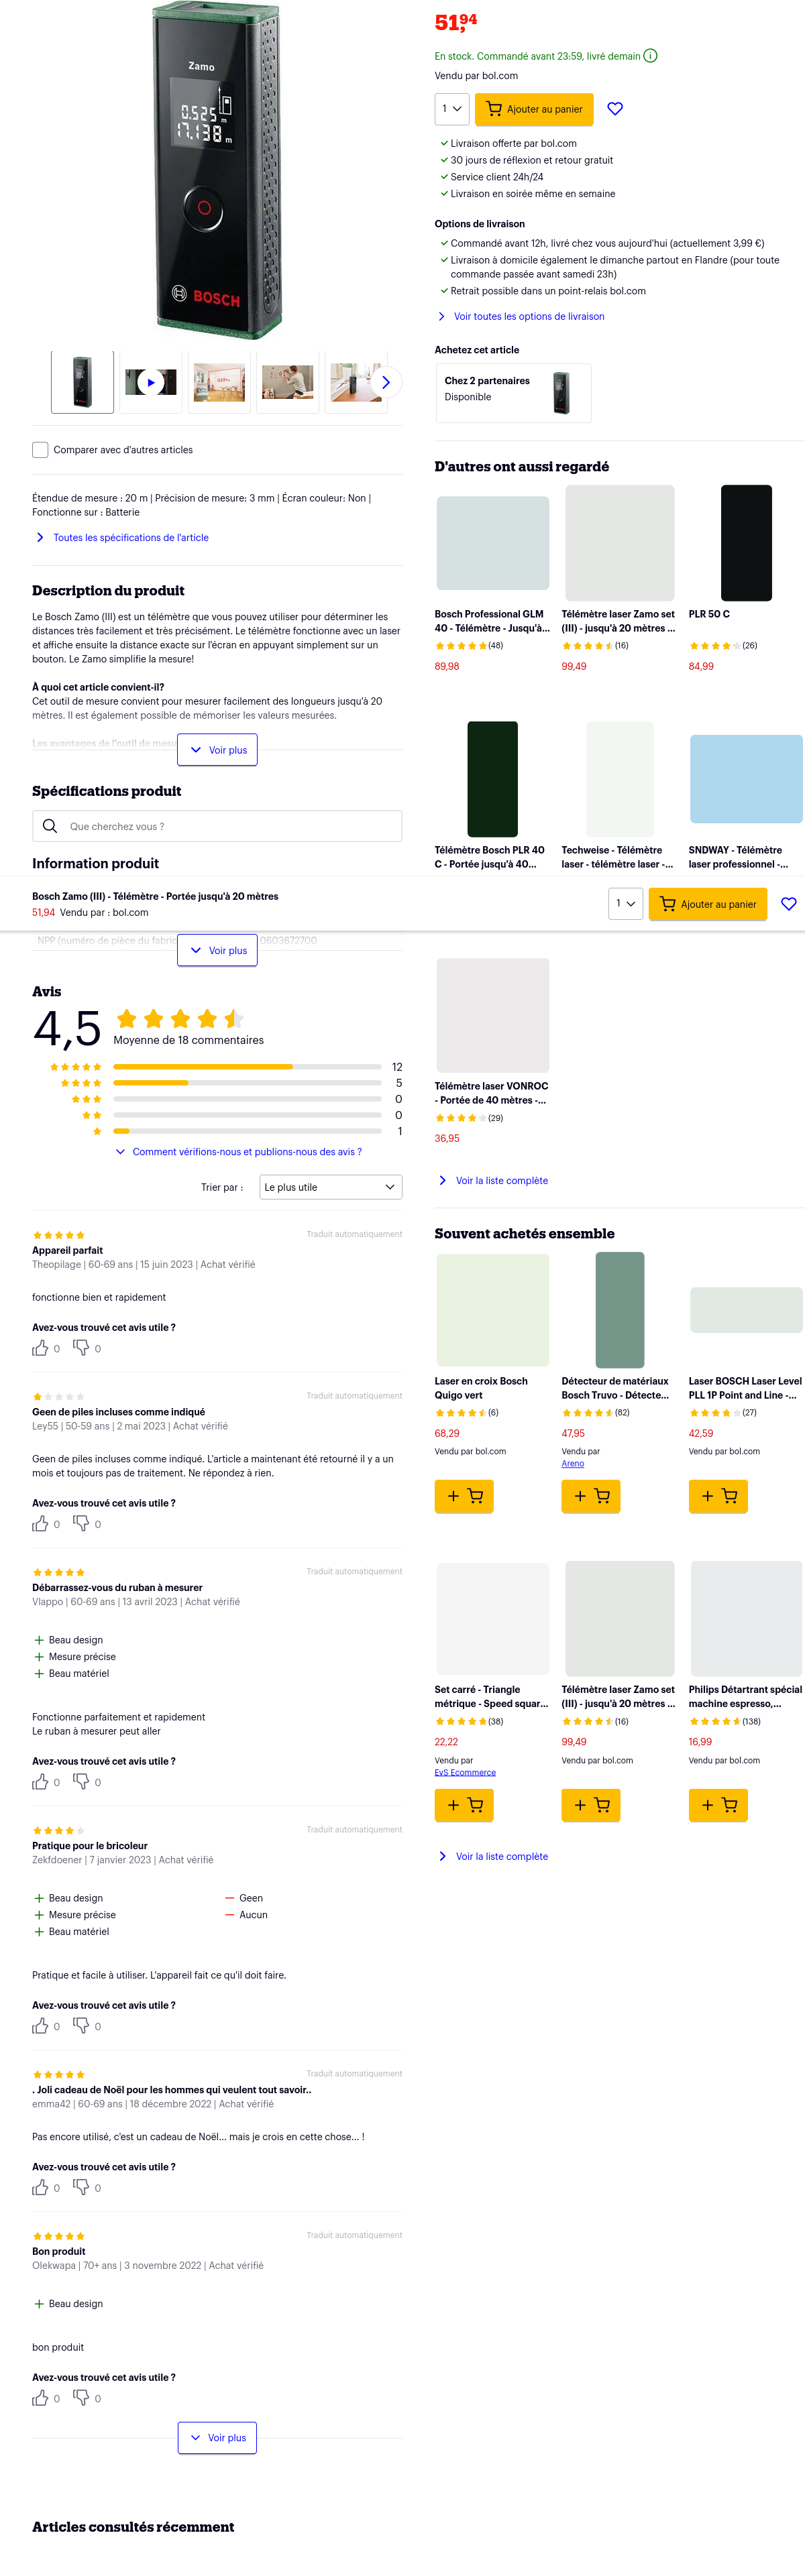 Zamo
0.525 m
17.138 m
BOSCH
Comparer avec d'autres articles
Étendue de mesure : 20 m | Précision de mesure: 3 mm | Écran couleur: Non |
Fonctionne sur : Batterie
Toutes les spécifications de l'article
Description du produit
Le Bosch Zamo (III) est un télémètre que vous pouvez utiliser pour déterminer les
distances très facilement et très précisément. Le télémètre fonctionne avec un laser
et affiche ensuite la distance exacte sur l'écran en appuyant simplement sur un
bouton. Le Zamo simplifie la mesure!
À quoi cet article convient-il?
Cet outil de mesure convient pour mesurer facilement des longueurs jusqu'à 20
mètres. Il est également possible de mémoriser les valeurs mesurées.
Les avantages de l'outil de mesu
Voir plus
Spécifications produit
Que cherchez vous ?
Information produit
51,94
En stock. Commandé avant 23:59, livré demain
Vendu par bol.com
1
Ajouter au panier
Livraison offerte par bol.com
30 jours de réflexion et retour gratuit
Service client 24h/24
Livraison en soirée même en semaine
Options de livraison
Commandé avant 12h, livré chez vous aujourd'hui (actuellement 3,99 €)
Livraison à domicile également le dimanche partout en Flandre (pour toute
commande passée avant samedi 23h)
Retrait possible dans un point-relais bol.com
Voir toutes les options de livraison
Achetez cet article
Chez 2 partenaires
Disponible
D'autres ont aussi regardé
Bosch Professional GLM
40 - Télémètre - Jusqu'à...
(48)
89,98
Télémètre laser Zamo set
(III) - jusqu'à 20 mètres ...
(16)
99,49
PLR 50 C
(26)
84,99
Télémètre Bosch PLR 40
C - Portée jusqu'à 40...
Techweise - Télémètre
laser - télémètre laser -...
SNDWAY - Télémètre
laser professionnel -...
Bosch Zamo (III) - Télémètre - Portée jusqu'à 20 mètres
51,94 Vendu par : bol.com
1
Ajouter au panier
NPP (numéro de pièce du fabric
0603672700
Voir plus
Avis
4,5
Moyenne de 18 commentaires
12
5
0
0
1
Comment vérifions-nous et publions-nous des avis ?
Trier par :
Le plus utile
Traduit automatiquement
Appareil parfait
Theopilage | 60-69 ans | 15 juin 2023 | Achat vérifié
fonctionne bien et rapidement
Avez-vous trouvé cet avis utile ?
0 0
Traduit automatiquement
Geen de piles incluses comme indiqué
Ley55 | 50-59 ans | 2 mai 2023 | Achat vérifié
Geen de piles incluses comme indiqué. L'article a maintenant été retourné il y a un
mois et toujours pas de traitement. Ne répondez à rien.
Avez-vous trouvé cet avis utile ?
0 0
Traduit automatiquement
Débarrassez-vous du ruban à mesurer
Vlappo | 60-69 ans | 13 avril 2023 | Achat vérifié
Beau design
Mesure précise
Beau matériel
Fonctionne parfaitement et rapidement
Le ruban à mesurer peut aller
Avez-vous trouvé cet avis utile ?
0 0
Traduit automatiquement
Pratique pour le bricoleur
Zekfdoener | 7 janvier 2023 | Achat vérifié
Beau design
Mesure précise
Beau matériel
Geen
Aucun
Pratique et facile à utiliser. L'appareil fait ce qu'il doit faire.
Avez-vous trouvé cet avis utile ?
0 0
Traduit automatiquement
. Joli cadeau de Noël pour les hommes qui veulent tout savoir..
emma42 | 60-69 ans | 18 décembre 2022 | Achat vérifié
Pas encore utilisé, c'est un cadeau de Noël... mais je crois en cette chose... !
Avez-vous trouvé cet avis utile ?
0 0
Traduit automatiquement
Bon produit
Olekwapa | 70+ ans | 3 novembre 2022 | Achat vérifié
Beau design
bon produit
Avez-vous trouvé cet avis utile ?
0 0
Voir plus
Télémètre laser VONROC
- Portée de 40 mètres -...
(29)
36,95
Voir la liste complète
Souvent achetés ensemble
Laser en croix Bosch
Quigo vert
(6)
68,29
Vendu par bol.com
Détecteur de matériaux
Bosch Truvo - Détecte...
(82)
47,95
Vendu par
Areno
Laser BOSCH Laser Level
PLL 1P Point and Line -...
(27)
42,59
Vendu par bol.com
Set carré - Triangle
métrique - Speed squar...
(38)
22,22
Vendu par
EvS Ecommerce
Télémètre laser Zamo set
(III) - jusqu'à 20 mètres ...
(16)
99,49
Vendu par bol.com
Philips Détartrant spécial
machine espresso,...
(138)
16,99
Vendu par bol.com
Voir la liste complète
Articles consultés récemment